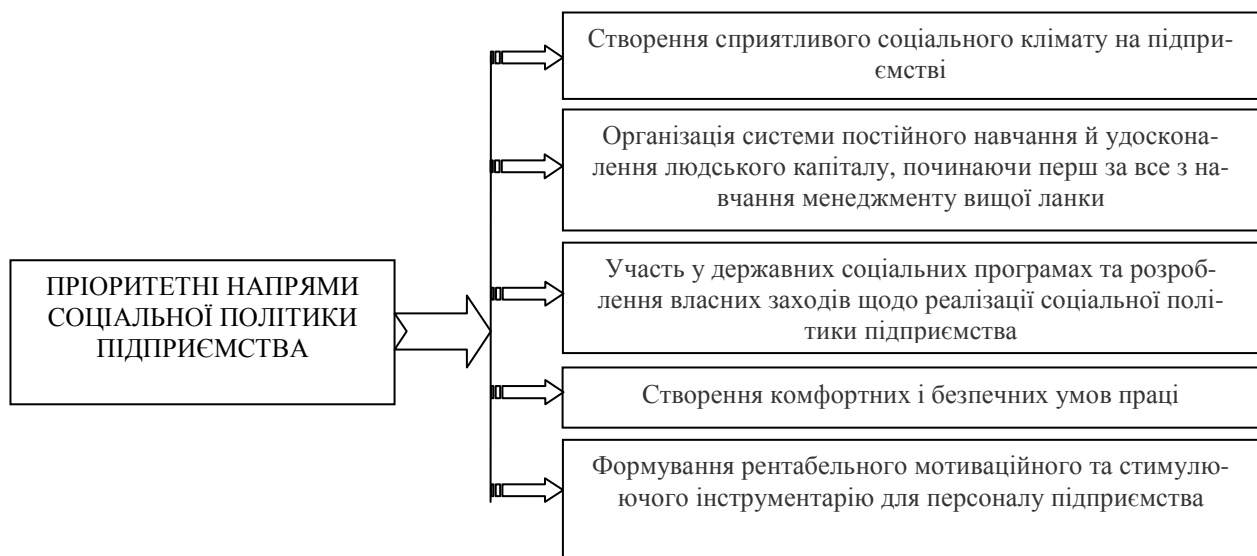 ПРІОРИТЕТНІ НАПРЯМИ
СОЦІАЛЬНОЇ ПОЛІТИКИ
ПІДПРИЄМСТВА
Створення сприятливого соціального клімату на підпри-
ємстві
Організація системи постійного навчання й удоскона-
лення людського капіталу, починаючи перш за все з на-
вчання менеджменту вищої ланки
Участь у державних соціальних програмах та розроб-
лення власних заходів щодо реалізації соціальної полі-
тики підприємства
Створення комфортних і безпечних умов праці
Формування рентабельного мотиваційного та стимулю-
ючого інструментарію для персоналу підприємства